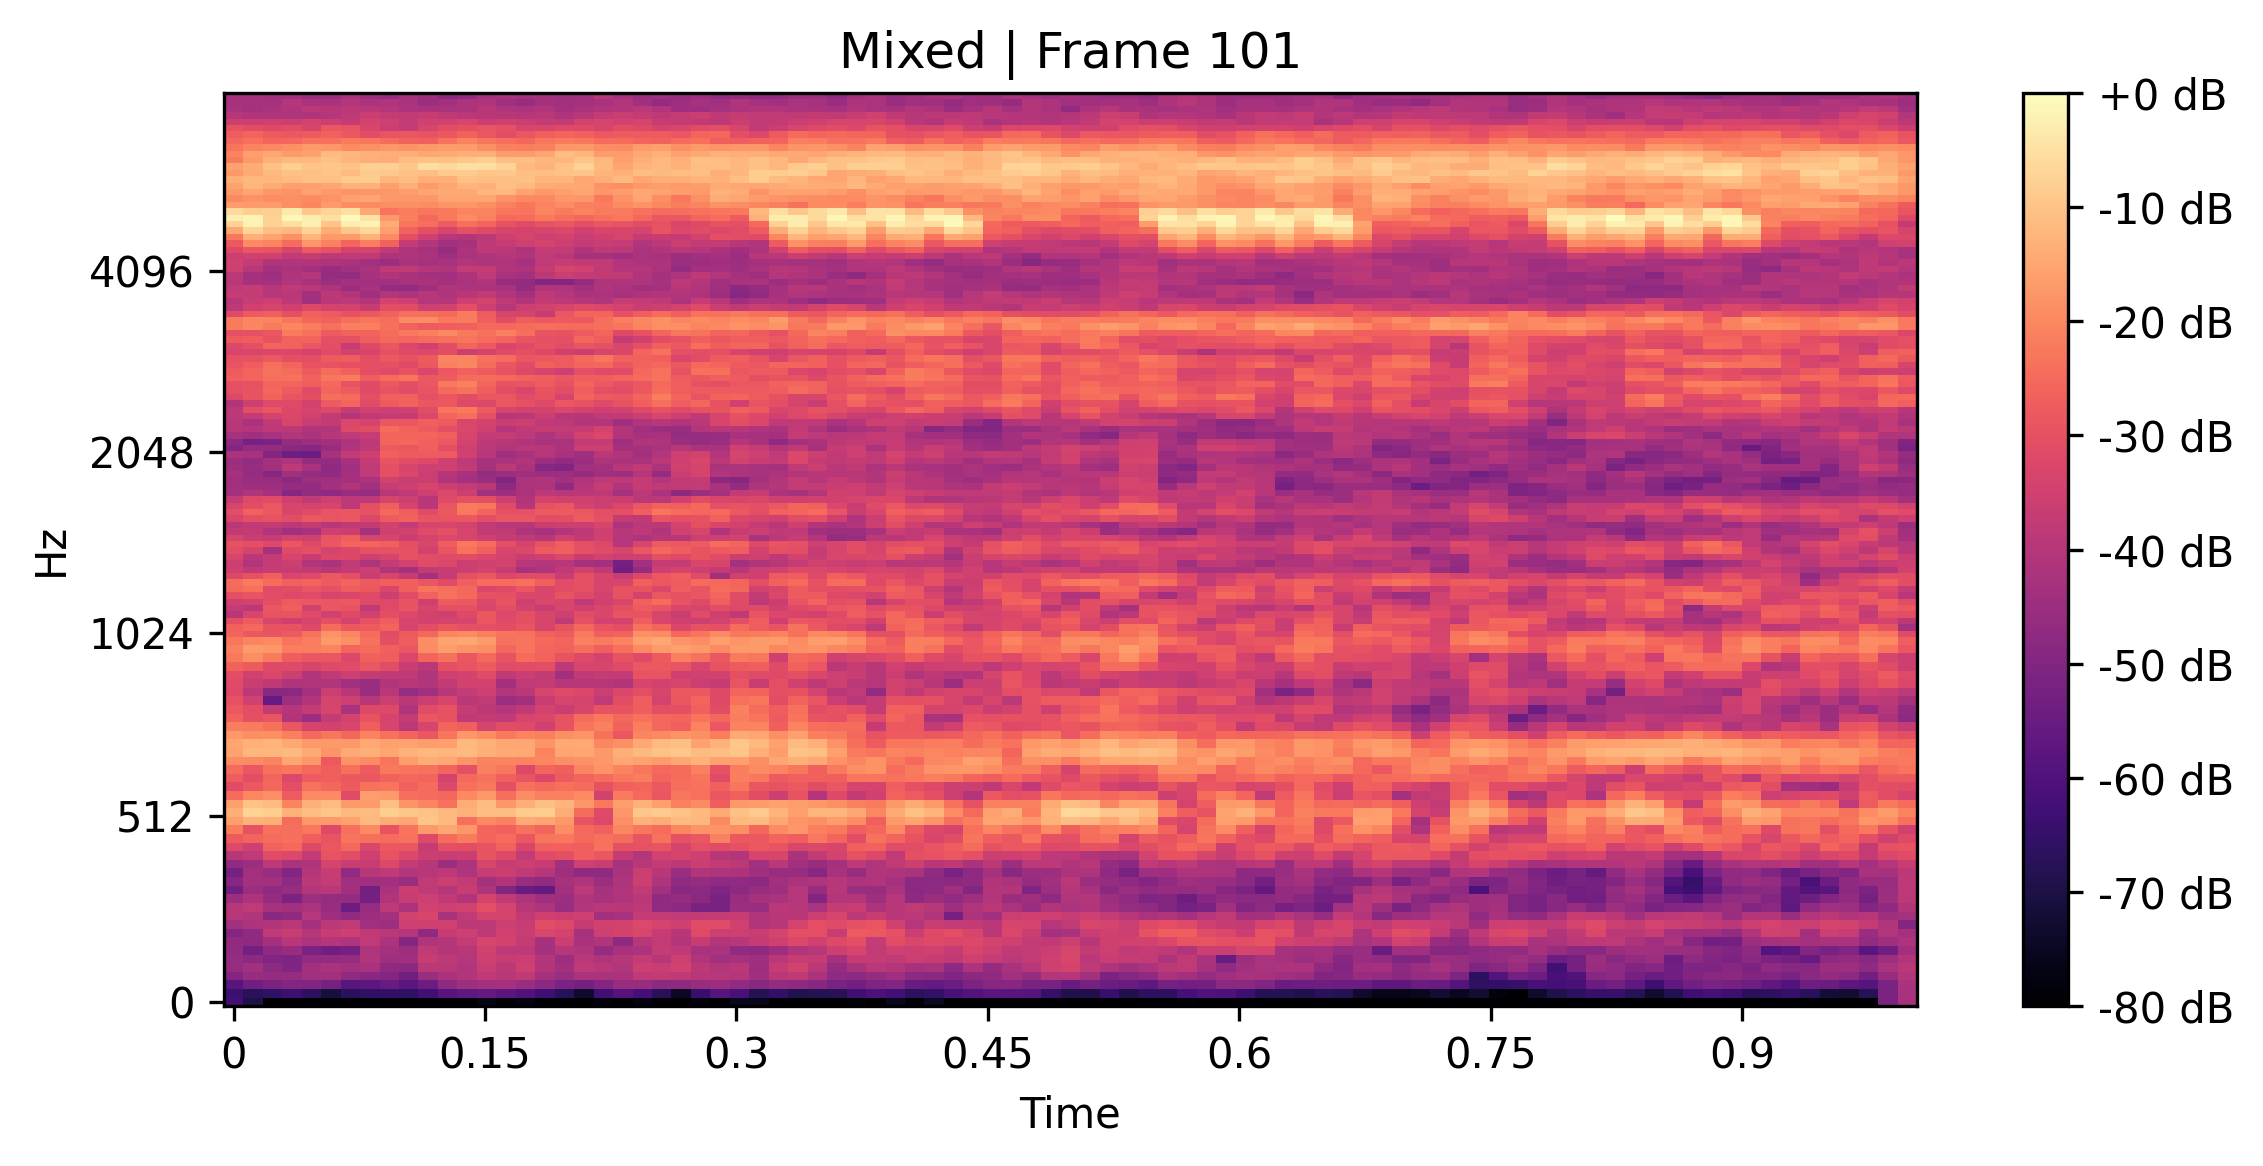 Mixed | Frame 101
+0 dB
-10 dB
-20 dB
-30 dB
-40 dB
-50 dB
-60 dB
-70 dB
-80 dB
Hz
4096
2048
1024
512
0
0 0.15 0.3 0.45 0.6 0.75 0.9
Time